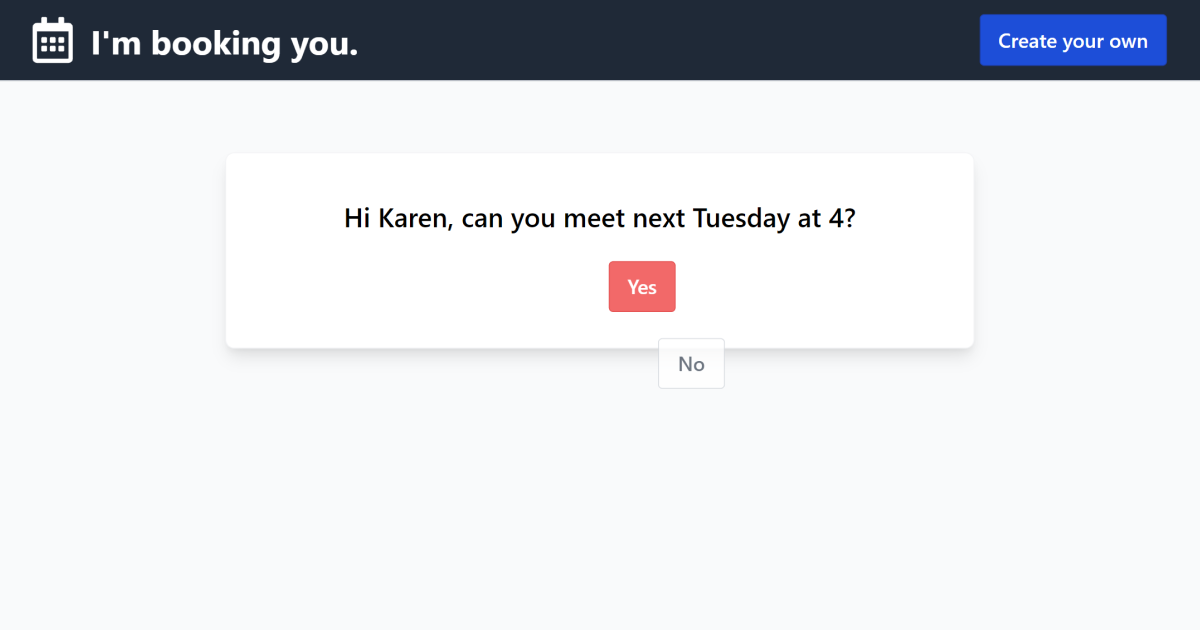 I'm booking you.
Create your own
Hi Karen, can you meet next Tuesday at 4?
Yes
No